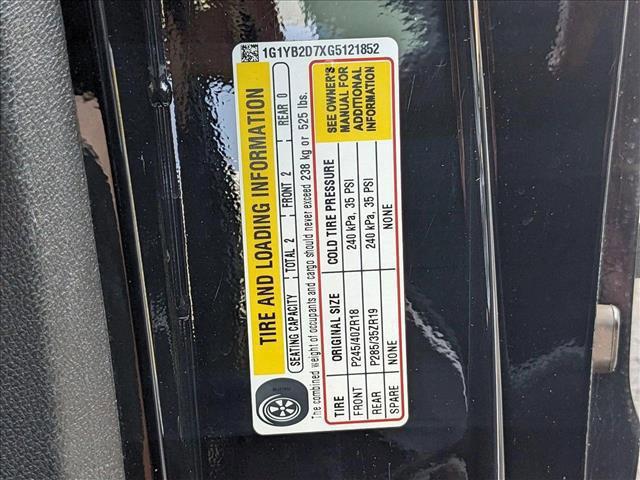 1G1YB2D7XG5121852
TIRE AND LOADING INFORMATION
SEATING CAPACITY TOTAL 2 FRONT 2 REAR 0
The combined weight of occupants and cargo should never exceed 238 kg or 525 lbs.
TIRE ORIGINAL SIZE COLD TIRE PRESSURE
FRONT P245/40ZR18 240 kPa, 35 PSI
REAR P285/35ZR19 240 kPa, 35 PSI
SPARE NONE NONE
SEE OWNER'S
MANUAL FOR
ADDITIONAL
INFORMATION